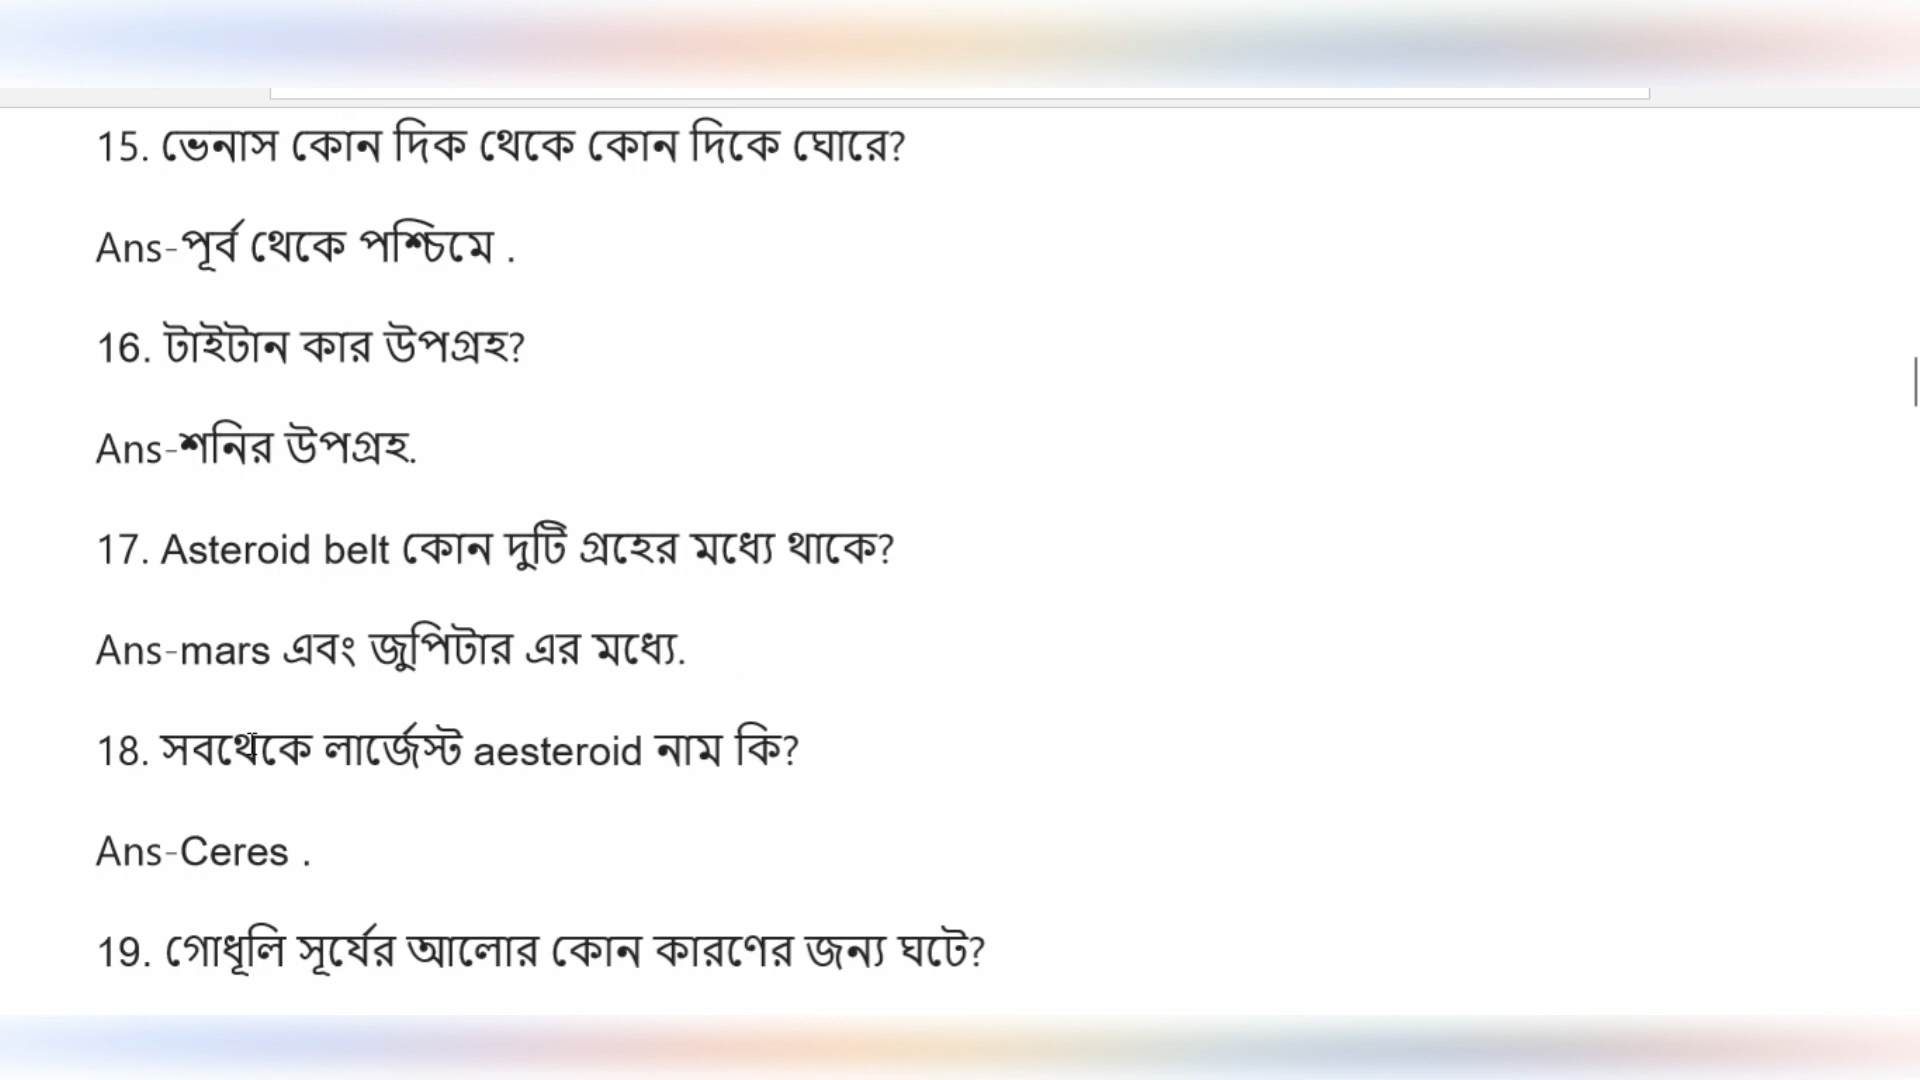 15. ভেনাস কোন দিক থেকে কোন দিকে ঘোরে?
Ans-পূর্ব থেকে পশ্চিমে .
16. টাইটান কার উপগ্রহ?
Ans-শনির উপগ্রহ.
17. Asteroid belt কোন দুটি গ্রহের মধ্যে থাকে?
Ans-mars এবং জুপিটার এর মধ্যে.
18. সবথেকে লার্জেস্ট aesteroid নাম কি?
Ans-Ceres .
19. গোধূলি সূর্যের আলোর কোন কারণের জন্য ঘটে?